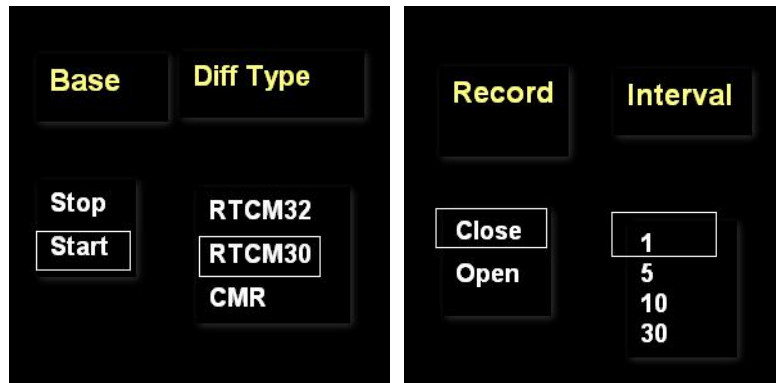 Base
Diff Type
Stop
Start
RTCM32
RTCM30
CMR
Record
Interval
Close
Open
1
5
10
30